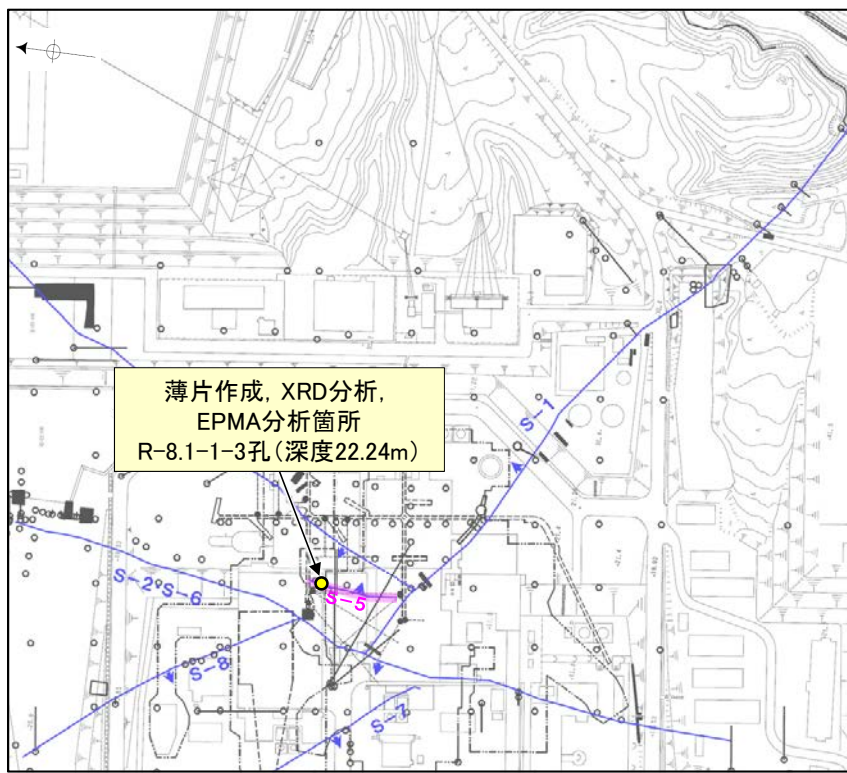 薄片作成, XRD分析,
EPMA分析箇所
R-8.1-1-3孔(深度22.24m)
S-1
S-2・S-6
S-5
S-8
S-7